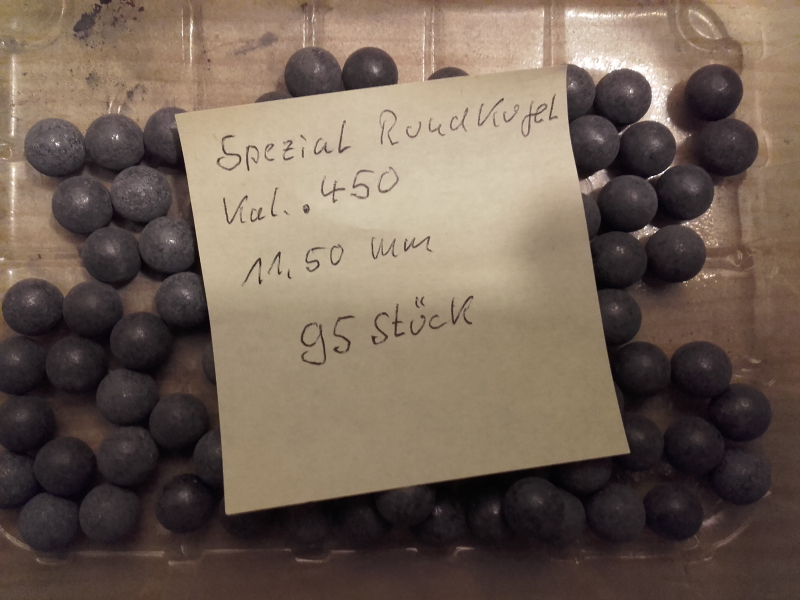 Spezial Rundkugel
Kal. .450
11,50 mm
95 Stück